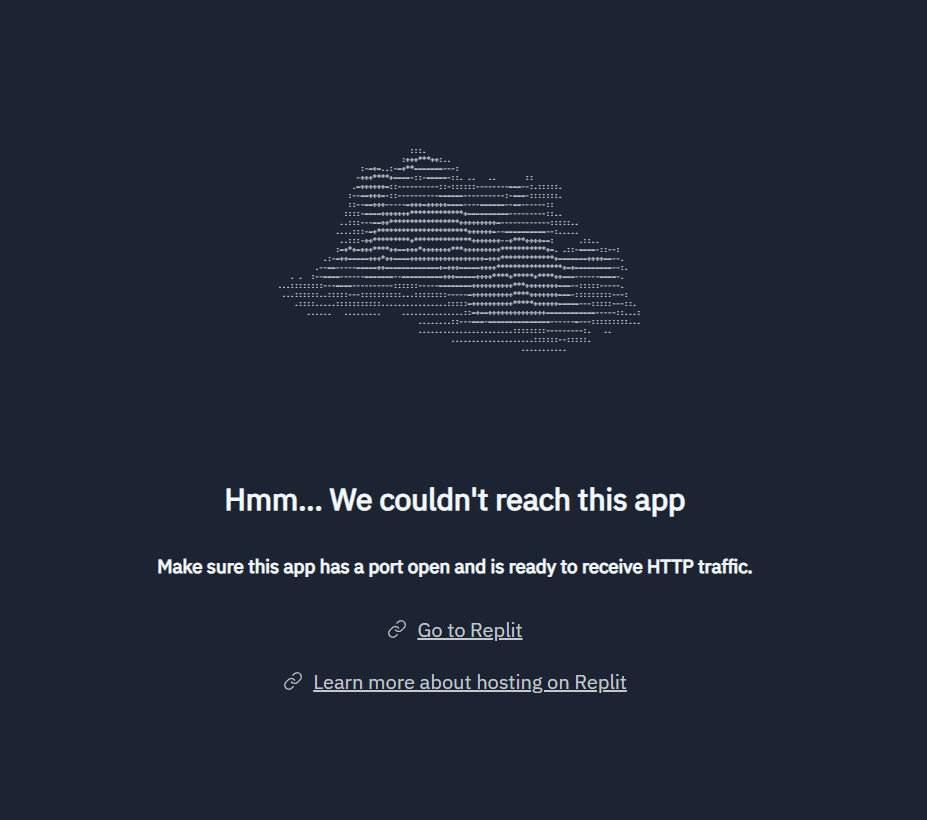 Hmm... We couldn't reach this app
Make sure this app has a port open and is ready to receive HTTP traffic.
Go to Replit
Learn more about hosting on Replit